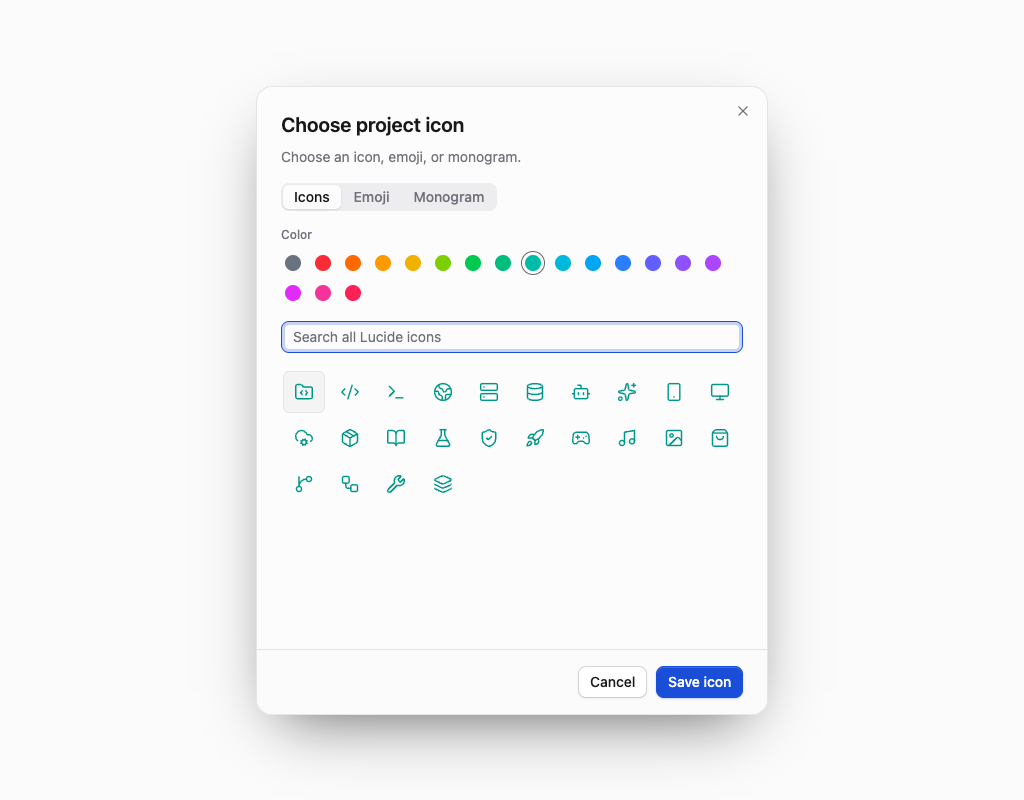 Choose project icon
Choose an icon, emoji, or monogram.
Icons Emoji Monogram
Color
Search all Lucide icons
Cancel Save icon